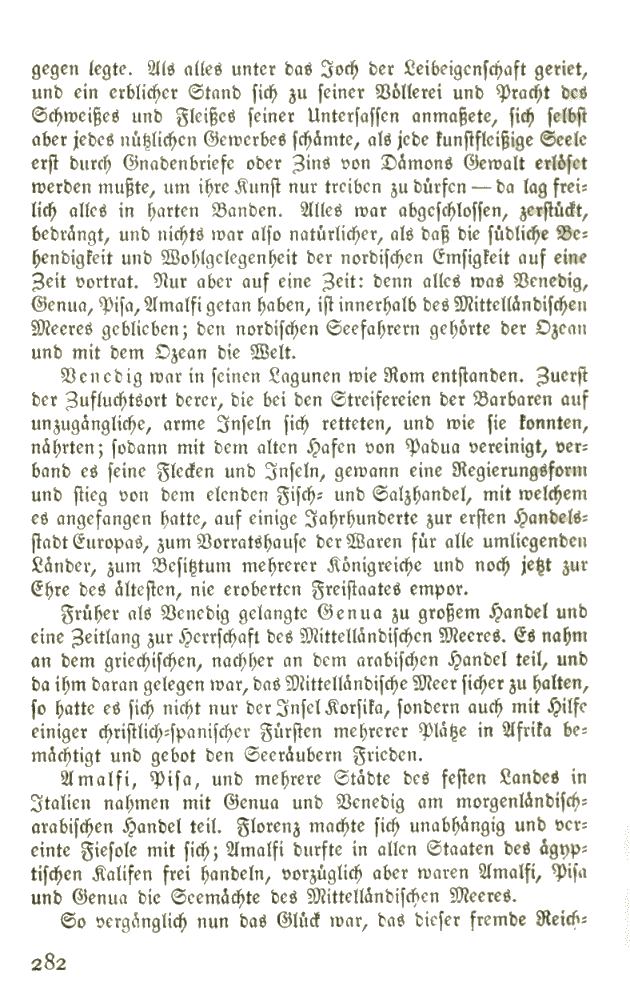 gegen legte. Als alles unter das Joch der Leibeigenschaft geriet,
und ein erblicher Stand sich zu seiner Völlerei und Pracht des
Schweißes und Fleißes seiner Untersassen anmaßete, sich selbst
aber jedes nützlichen Gewerbes schämte, als jede kunstfleißige Seele
erst durch Gnadenbriefe oder Zins von Dämons Gewalt erlöset
werden mußte, um ihre Kunst nur treiben zu dürfen — da lag frei-
lich alles in harten Banden. Alles war abgeschlossen, zerstückt,
bedrängt, und nichts war also natürlicher, als daß die südliche Be-
hendigkeit und Wohlgelegenheit der nordischen Emsigkeit auf eine
Zeit vortrat. Nur aber auf eine Zeit: denn alles was Venedig,
Genua, Pisa, Amalfi getan haben, ist innerhalb des Mittelländischen
Meeres geblieben; den nordischen Seefahrern gehörte der Ozean
und mit dem Ozean die Welt.
Venedig war in seinen Lagunen wie Rom entstanden. Zuerst
der Zufluchtsort derer, die bei den Streifereien der Barbaren auf
unzugängliche, arme Inseln sich retteten, und wie sie konnten,
nährten; sodann mit dem alten Hafen von Padua vereinigt, ver-
band es seine Flecken und Inseln, gewann eine Regierungsform
und stieg von dem elenden Fisch- und Salzhandel, mit welchem
es angefangen hatte, auf einige Jahrhunderte zur ersten Handels-
stadt Europas, zum Vorratshause der Waren für alle umliegenden
Länder, zum Besitztum mehrerer Königreiche und noch jetzt zur
Ehre des ältesten, nie eroberten Freistaates empor.
Früher als Venedig gelangte Genua zu großem Handel und
eine Zeitlang zur Herrschaft des Mittelländischen Meeres. Es nahm
an dem griechischen, nachher an dem arabischen Handel teil, und
da ihm daran gelegen war, das Mittelländische Meer sicher zu halten,
so hatte es sich nicht nur der Insel Korsika, sondern auch mit Hilfe
einiger christlich-spanischer Fürsten mehrerer Plätze in Afrika be-
mächtigt und gebot den Seeräubern Frieden.
Amalfi, Pisa, und mehrere Städte des festen Landes in
Italien nahmen mit Genua und Venedig am morgenländisch-
arabischen Handel teil. Florenz machte sich unabhängig und ver-
einte Fiesole mit sich; Amalfi durfte in allen Staaten des ägyp-
tischen Kalifen frei handeln, vorzüglich aber waren Amalfi, Pisa
und Genua die Seemächte des Mittelländischen Meeres.
So vergänglich nun das Glück war, das dieser fremde Reich-
282